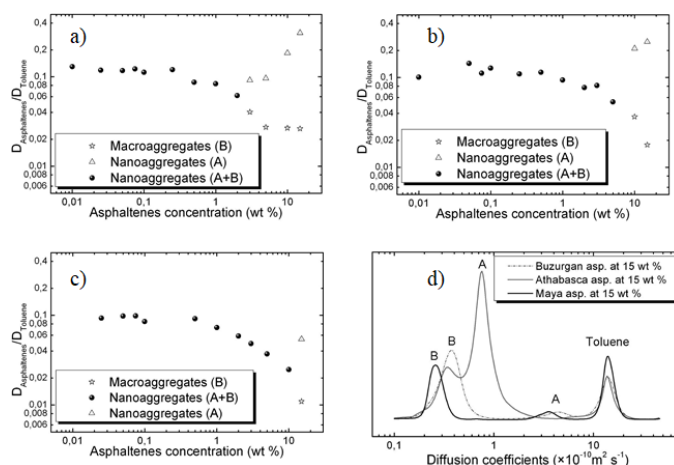 a)
D_Asphaltenes/D_Toluene
0,4
0,2
0,1
0,08
0,06
0,04
0,02
0,01
0,008
0,006
Macroaggregates (B)
Nanoaggregates (A)
Nanoaggregates (A+B)
0,01 0,1 1 10
Asphaltenes concentration (wt %)
b)
D_Asphaltenes/D_Toluene
0,4
0,2
0,1
0,08
0,06
0,04
0,02
0,01
0,008
0,006
Macroaggregates (B)
Nanoaggregates (A)
Nanoaggregates (A+B)
0,01 0,1 1 10
Asphaltenes concentration (wt %)
c)
D_Asphaltenes/D_Toluene
0,4
0,2
0,1
0,08
0,06
0,04
0,02
0,01
0,008
0,006
Macroaggregates (B)
Nanoaggregates (A)
Nanoaggregates (A+B)
0,01 0,1 1 10
Asphaltenes concentration (wt %)
d)
Buzurgan asp. at 15 wt %
Athabasca asp. at 15 wt %
Maya asp. at 15 wt %
A
B B
A
Toluene
0,1 1 10
Diffusion coefficients (×10⁻¹⁰m² s⁻¹)